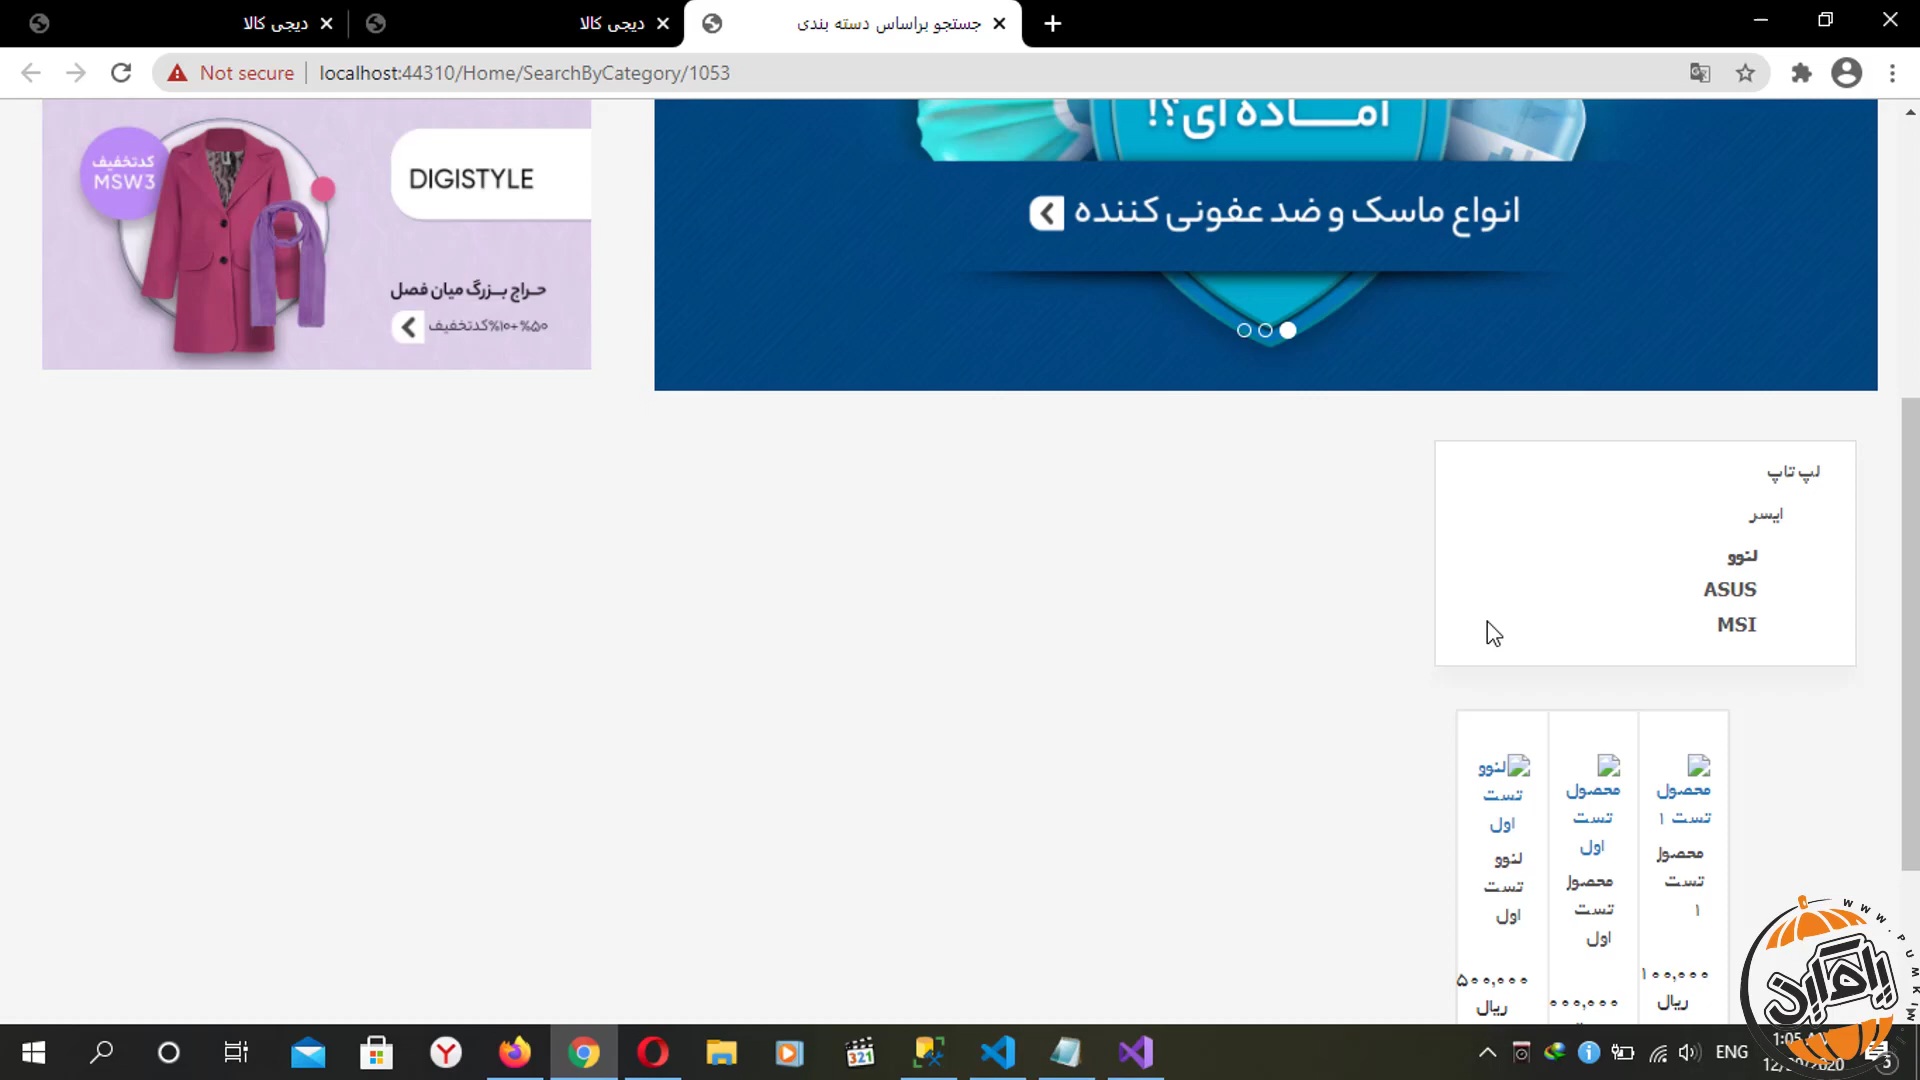 دیجی کالا
دیجی کالا
جستجو براساس دسته بندی
Not secure
localhost:44310/Home/SearchByCategory/1053
کدتخفیف
MSW3
DIGISTYLE
حراج بزرگ میان فصل
۵۰%+۱۰%کدتخفیف
آماده ای؟!
انواع ماسک و ضد عفونی کننده
لپ تاپ
ایسر
لنوو
ASUS
MSI
محصول
تست ۱
محصول
تست
۱
۱۰۰,۰۰۰
ریال
محصول
تست
اول
محصول
تست
اول
لنوو
تست
اول
لنوو
تست
اول
۵۰۰,۰۰۰
ریال
321
ENG